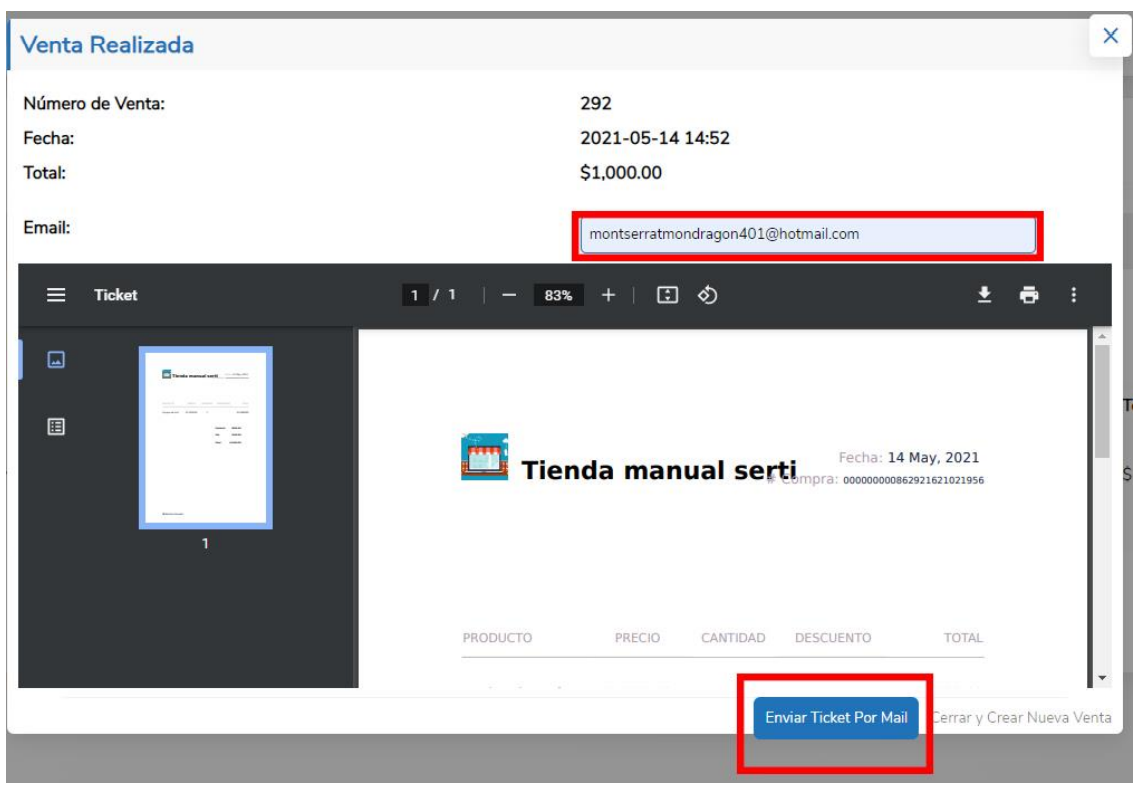 Venta Realizada
Número de Venta: 292
Fecha: 2021-05-14 14:52
Total: $1,000.00
Email: montserratmondragon401@hotmail.com
Ticket 1 / 1 83%
1
Tienda manual serti
Fecha: 14 May, 2021
# Compra: 000000000862921621021956
PRODUCTO PRECIO CANTIDAD DESCUENTO TOTAL
Enviar Ticket Por Mail Cerrar y Crear Nueva Venta